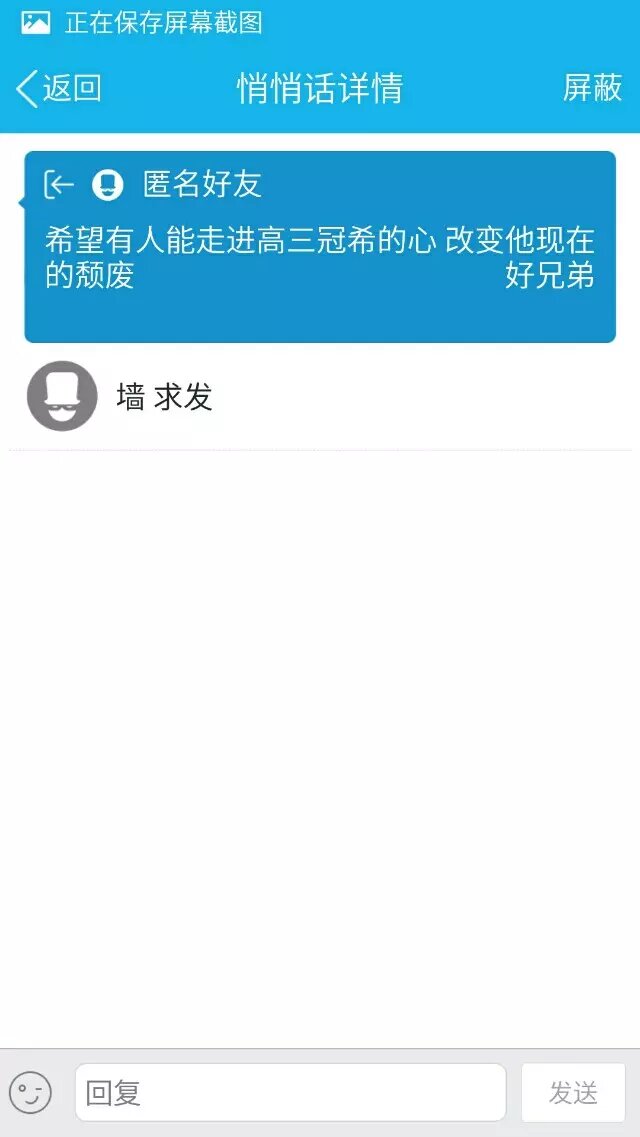 正在保存屏幕截图
返回 悄悄话详情 屏蔽
匿名好友
希望有人能走进高三冠希的心 改变他现在
的颓废 好兄弟
墙 求发
回复 发送